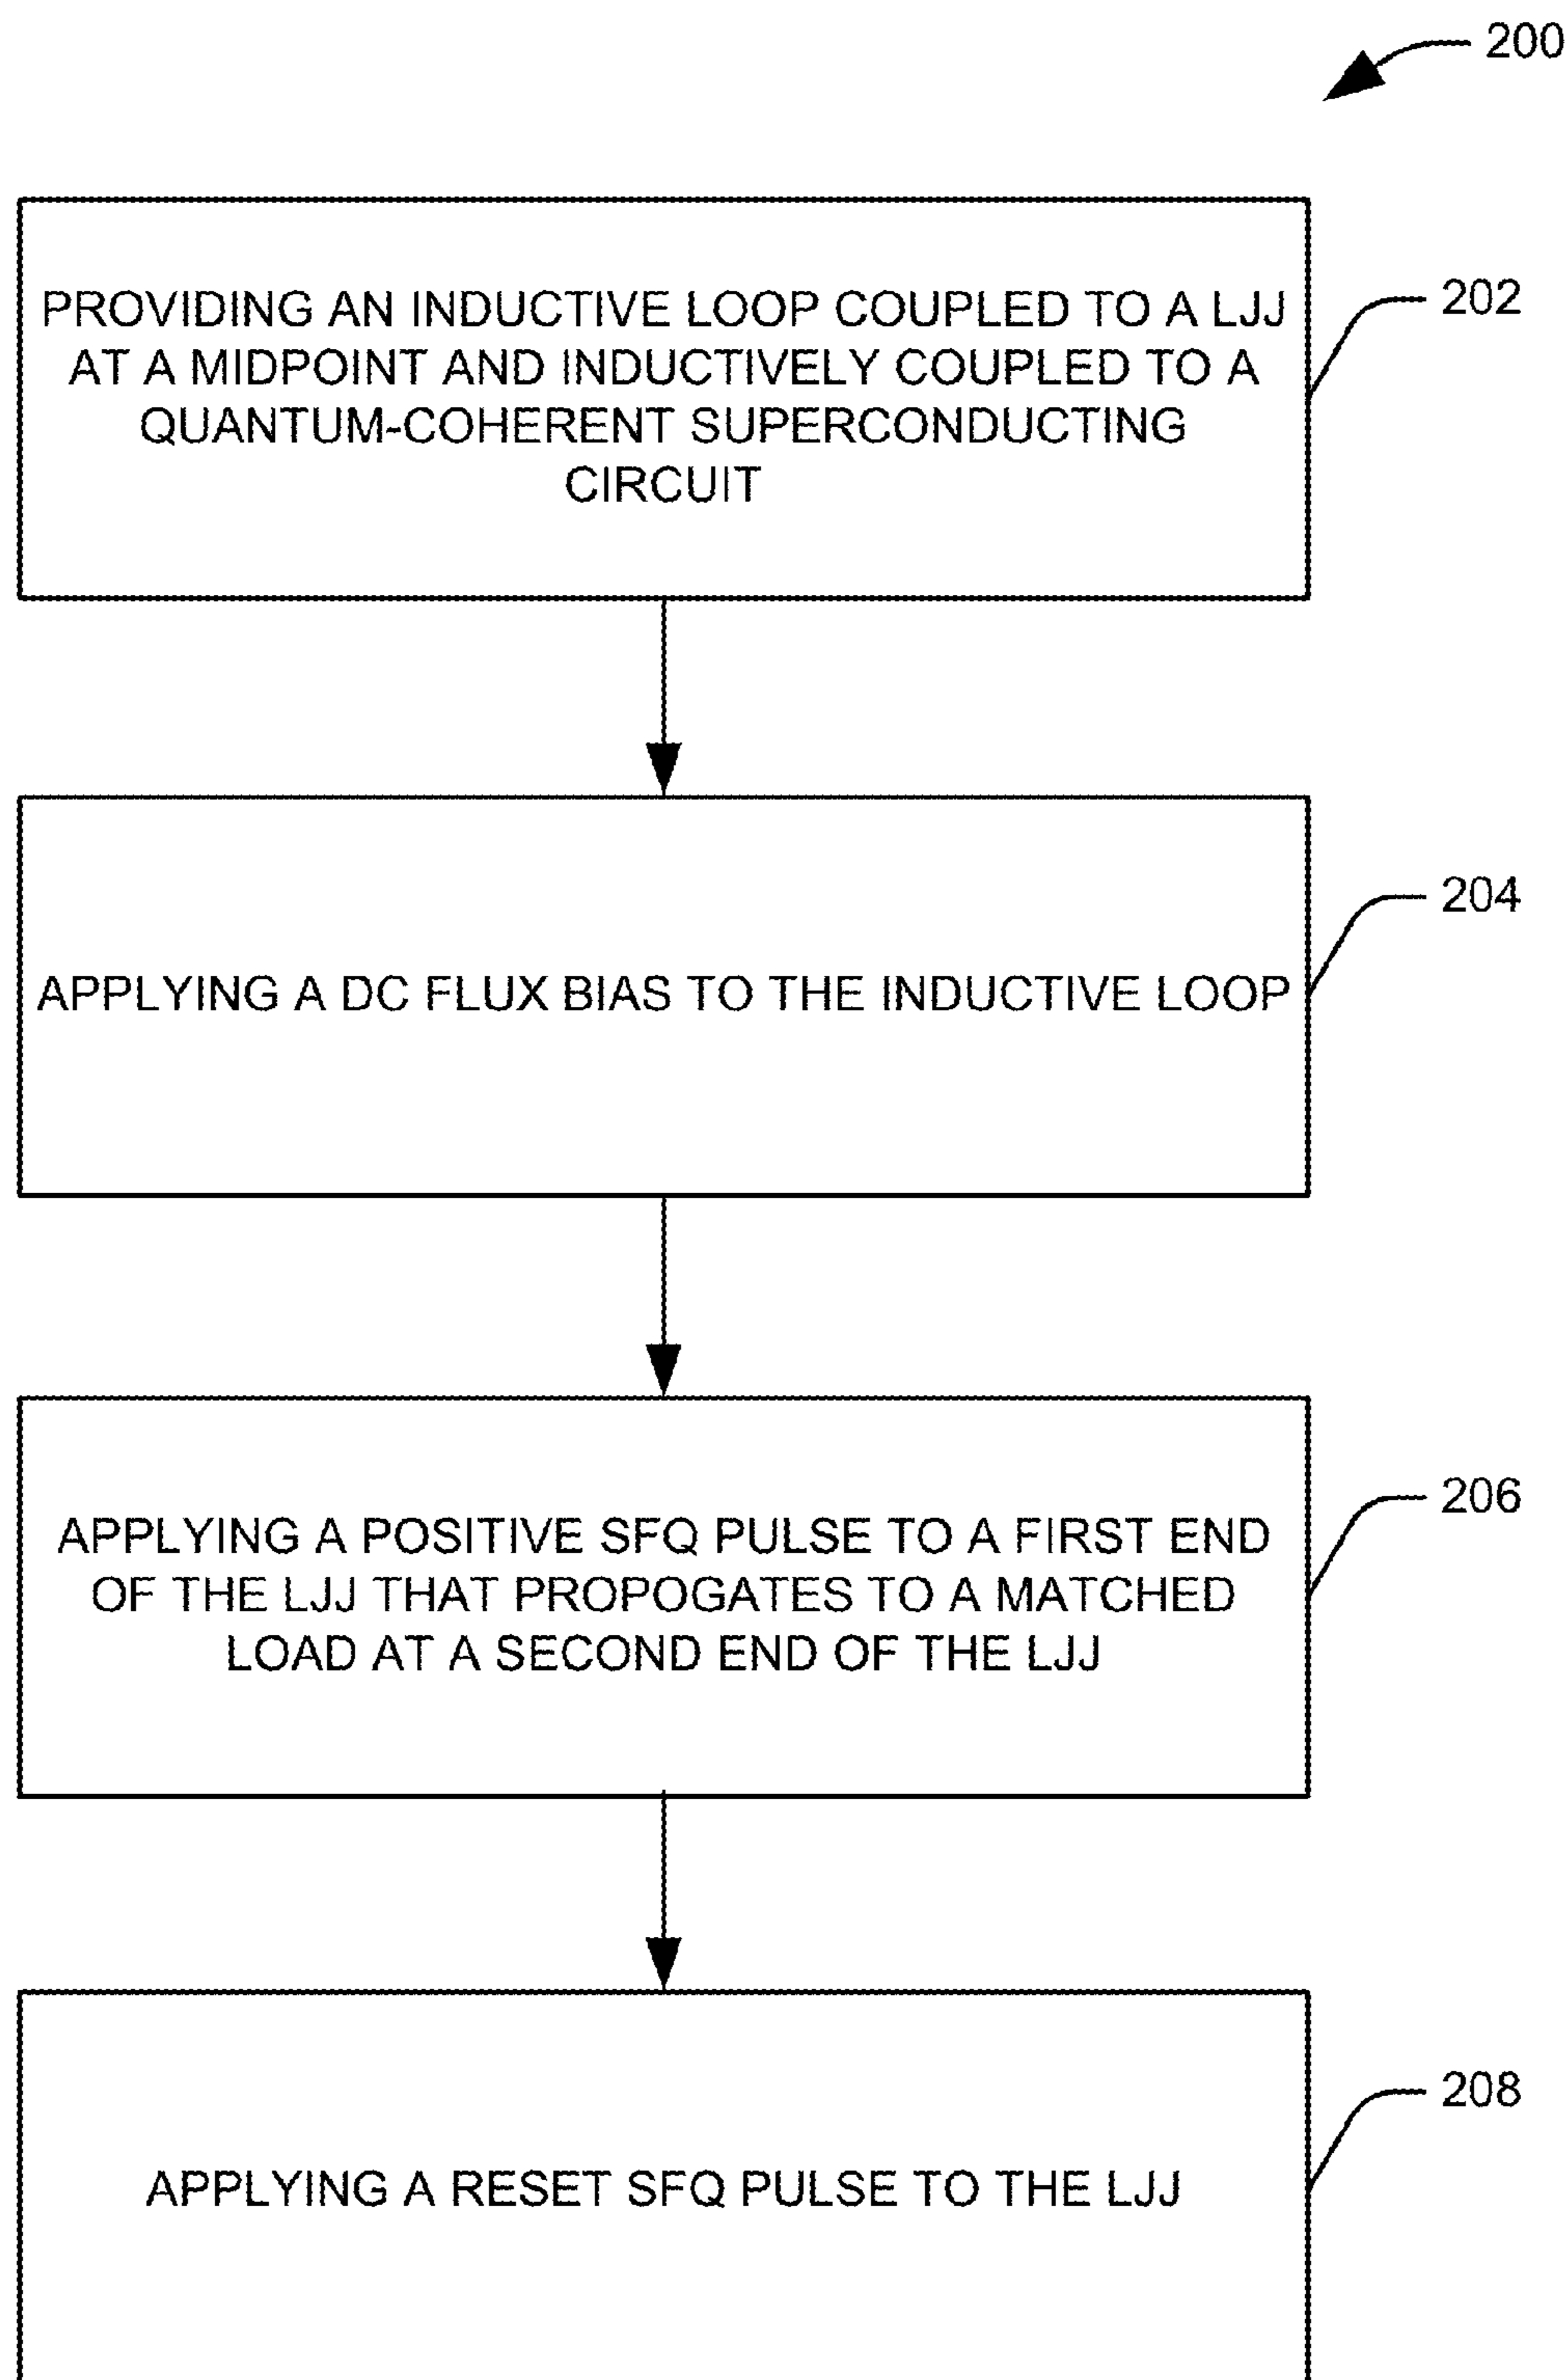 200
PROVIDING AN INDUCTIVE LOOP COUPLED TO A LJJ
AT A MIDPOINT AND INDUCTIVELY COUPLED TO A
QUANTUM-COHERENT SUPERCONDUCTING
CIRCUIT
202
APPLYING A DC FLUX BIAS TO THE INDUCTIVE LOOP
204
APPLYING A POSITIVE SFQ PULSE TO A FIRST END
OF THE LJJ THAT PROPOGATES TO A MATCHED
LOAD AT A SECOND END OF THE LJJ
206
APPLYING A RESET SFQ PULSE TO THE LJJ
208